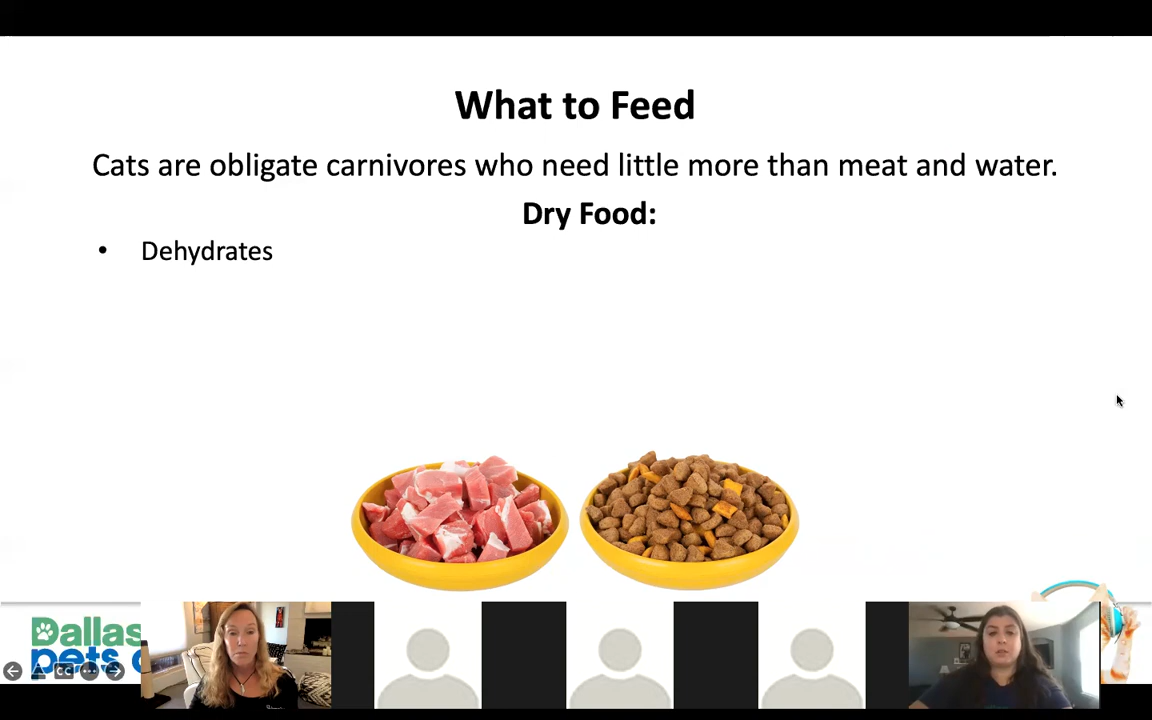 What to Feed
Cats are obligate carnivores who need little more than meat and water.
Dry Food:
• Dehydrates
Dallas
pets
CC